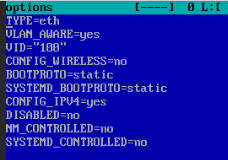 options [----] 0 L:[
TYPE=eth
VLAN_AWARE=yes
VID="100"
CONFIG_WIRELESS=no
BOOTPROTO=static
SYSTEMD_BOOTPROTO=static
CONFIG_IPV4=yes
DISABLED=no
NM_CONTROLLED=no
SYSTEMD_CONTROLLED=no